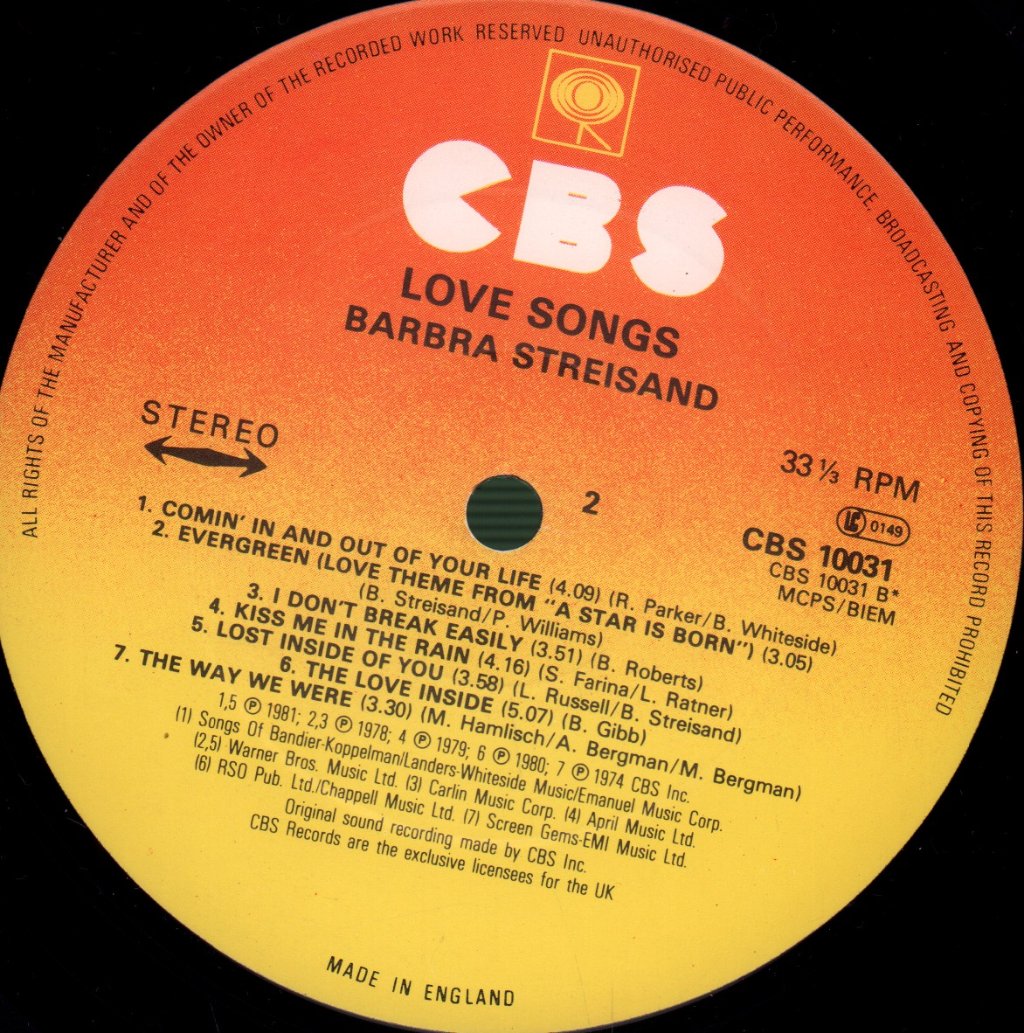 ALL RIGHTS OF THE MANUFACTURER AND OF THE OWNER OF THE RECORDED WORK RESERVED UNAUTHORISED PUBLIC PERFORMANCE, BROADCASTING AND COPYING OF THIS RECORD PROHIBITED
CBS
LOVE SONGS
BARBRA STREISAND
STEREO
33 ⅓ RPM
2
LC 0149
CBS 10031
CBS 10031 B*
MCPS/BIEM
1. COMIN' IN AND OUT OF YOUR LIFE (4.09) (R. Parker/B. Whiteside)
2. EVERGREEN (LOVE THEME FROM "A STAR IS BORN") (3.05)
(B. Streisand/P. Williams)
3. I DON'T BREAK EASILY (3.51) (B. Roberts)
4. KISS ME IN THE RAIN (4.16) (S. Farina/L. Ratner)
5. LOST INSIDE OF YOU (3.58) (L. Russell/B. Streisand)
6. THE LOVE INSIDE (5.07) (B. Gibb)
7. THE WAY WE WERE (3.30) (M. Hamlisch/A. Bergman/M. Bergman)
1,5 ℗ 1981; 2,3 ℗ 1978; 4 ℗ 1979; 6 ℗ 1980; 7 ℗ 1974 CBS Inc.
(1) Songs Of Bandier-Koppelman/Landers-Whiteside Music/Emanuel Music Corp.
(2,5) Warner Bros. Music Ltd. (3) Carlin Music Corp. (4) April Music Ltd.
(6) RSO Pub. Ltd./Chappell Music Ltd. (7) Screen Gems-EMI Music Ltd.
Original sound recording made by CBS Inc.
CBS Records are the exclusive licensees for the UK
MADE IN ENGLAND